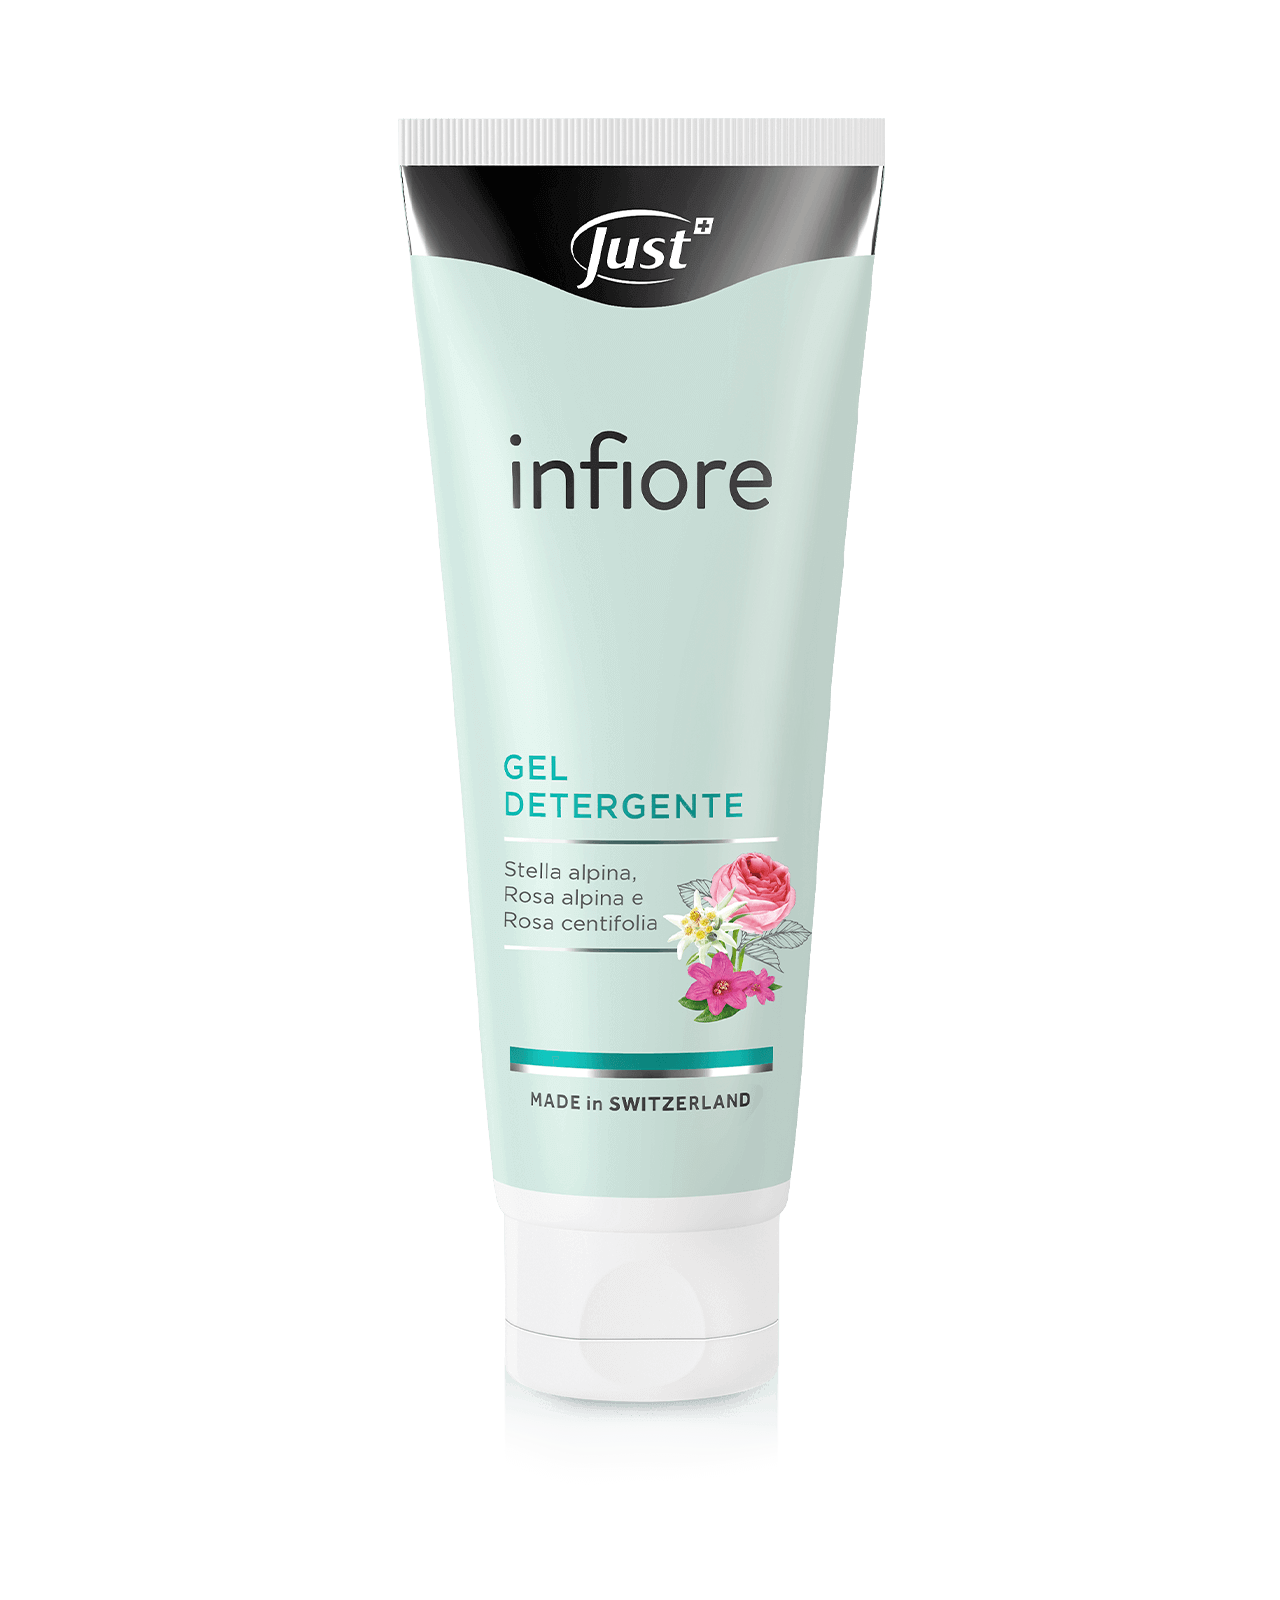 Just
infiore
GEL
DETERGENTE
Stella alpina,
Rosa alpina e
Rosa centifolia
MADE in SWITZERLAND